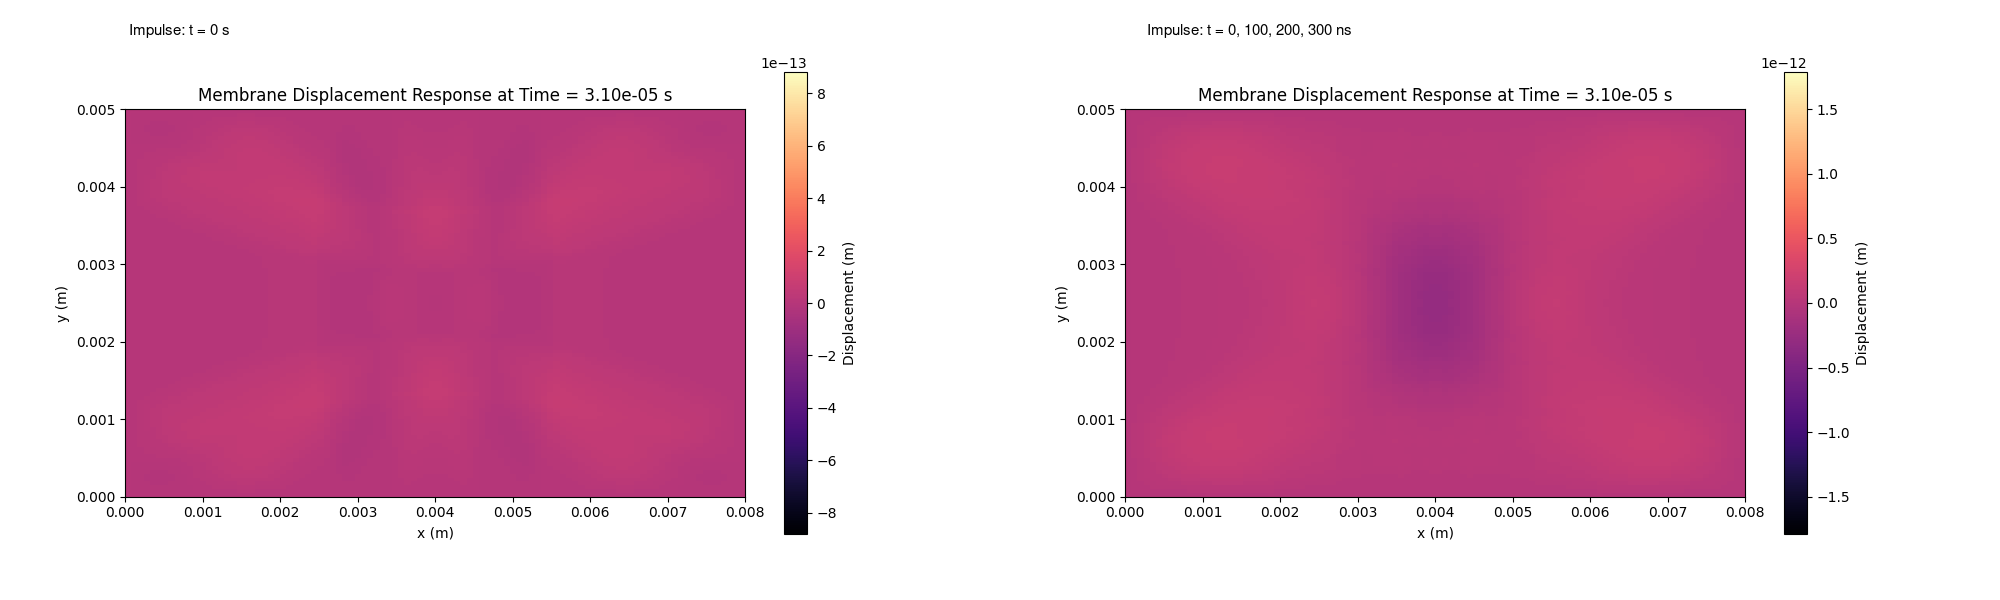 Impulse: t = 0 s
1e−13
Membrane Displacement Response at Time = 3.10e-05 s
0.005
0.004
0.003
0.002
0.001
0.000
y (m)
0.000 0.001 0.002 0.003 0.004 0.005 0.006 0.007 0.008
x (m)
8
6
4
2
0
−2
−4
−6
−8
Displacement (m)
Impulse: t = 0, 100, 200, 300 ns
1e−12
Membrane Displacement Response at Time = 3.10e-05 s
0.005
0.004
0.003
0.002
0.001
0.000
y (m)
0.000 0.001 0.002 0.003 0.004 0.005 0.006 0.007 0.008
x (m)
1.5
1.0
0.5
0.0
−0.5
−1.0
−1.5
Displacement (m)